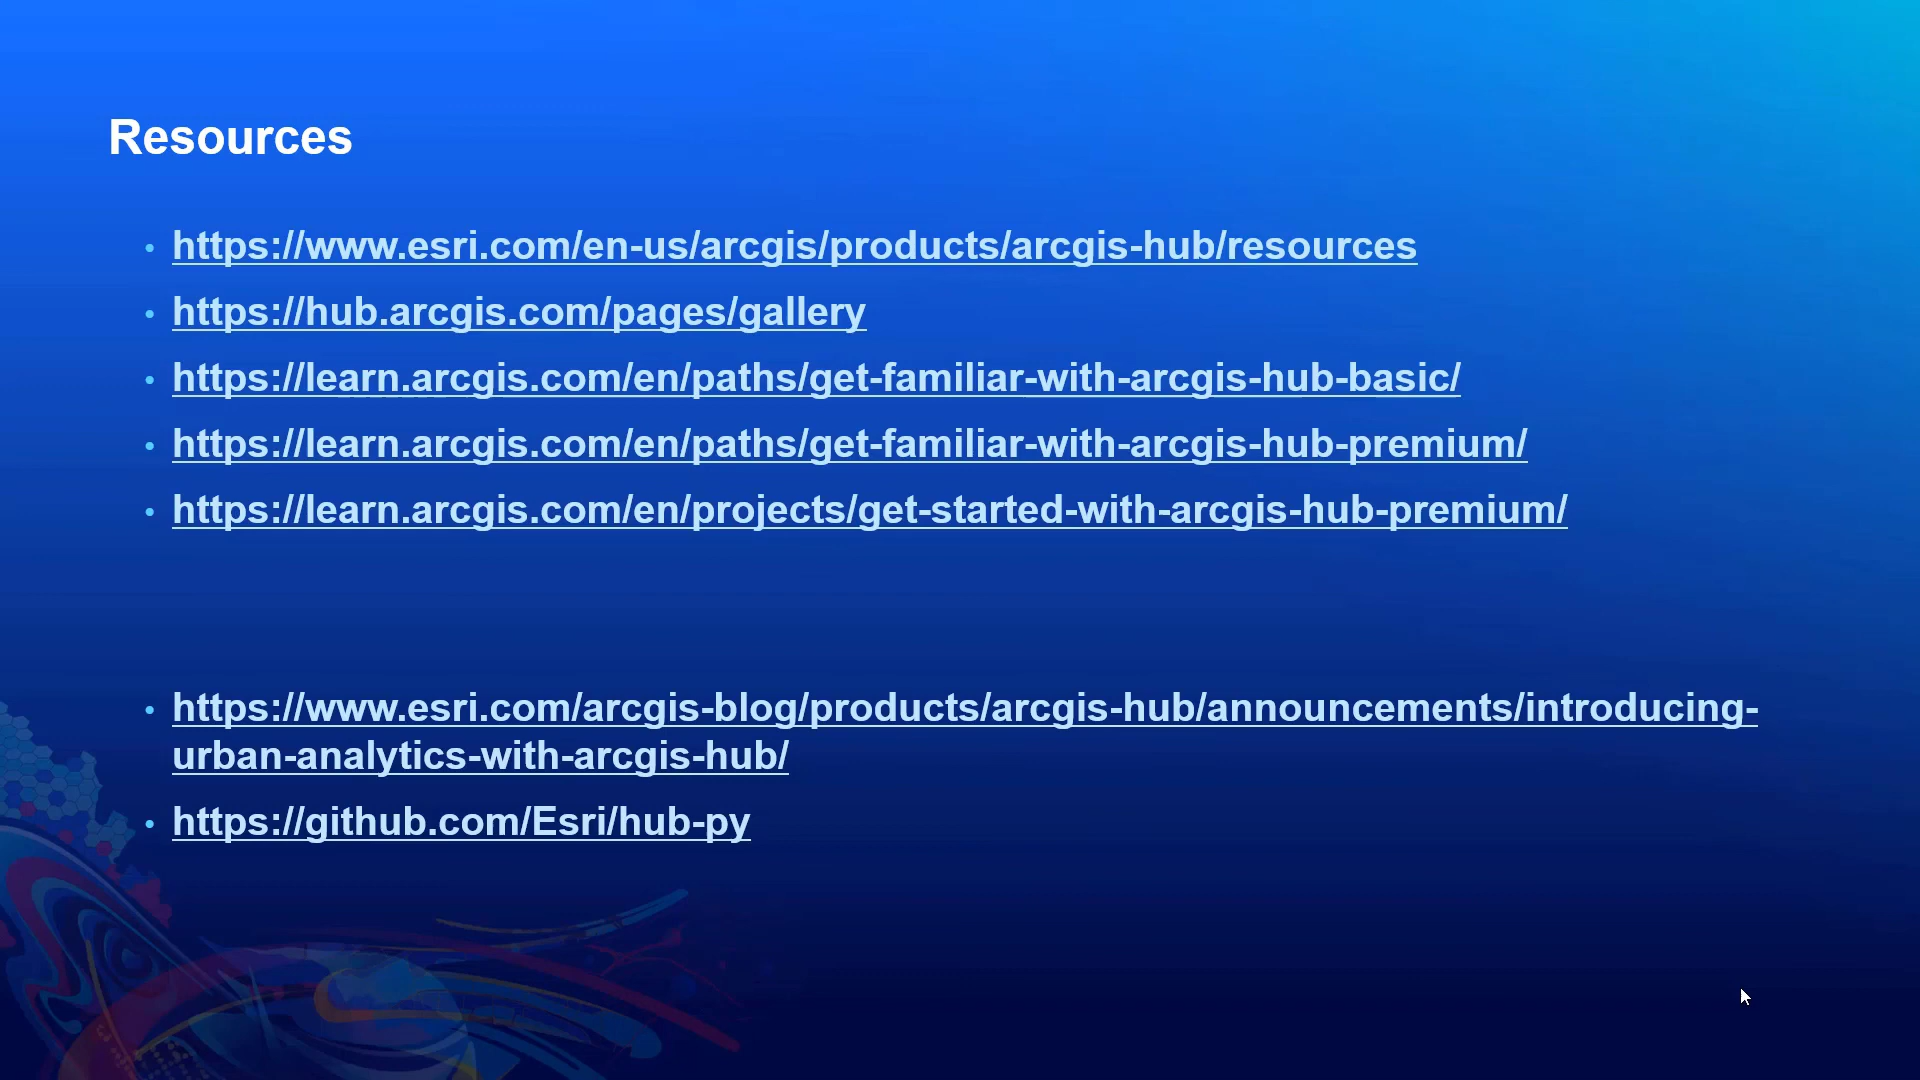 Resources
• https://www.esri.com/en-us/arcgis/products/arcgis-hub/resources
• https://hub.arcgis.com/pages/gallery
• https://learn.arcgis.com/en/paths/get-familiar-with-arcgis-hub-basic/
• https://learn.arcgis.com/en/paths/get-familiar-with-arcgis-hub-premium/
• https://learn.arcgis.com/en/projects/get-started-with-arcgis-hub-premium/
• https://www.esri.com/arcgis-blog/products/arcgis-hub/announcements/introducing-
urban-analytics-with-arcgis-hub/
• https://github.com/Esri/hub-py